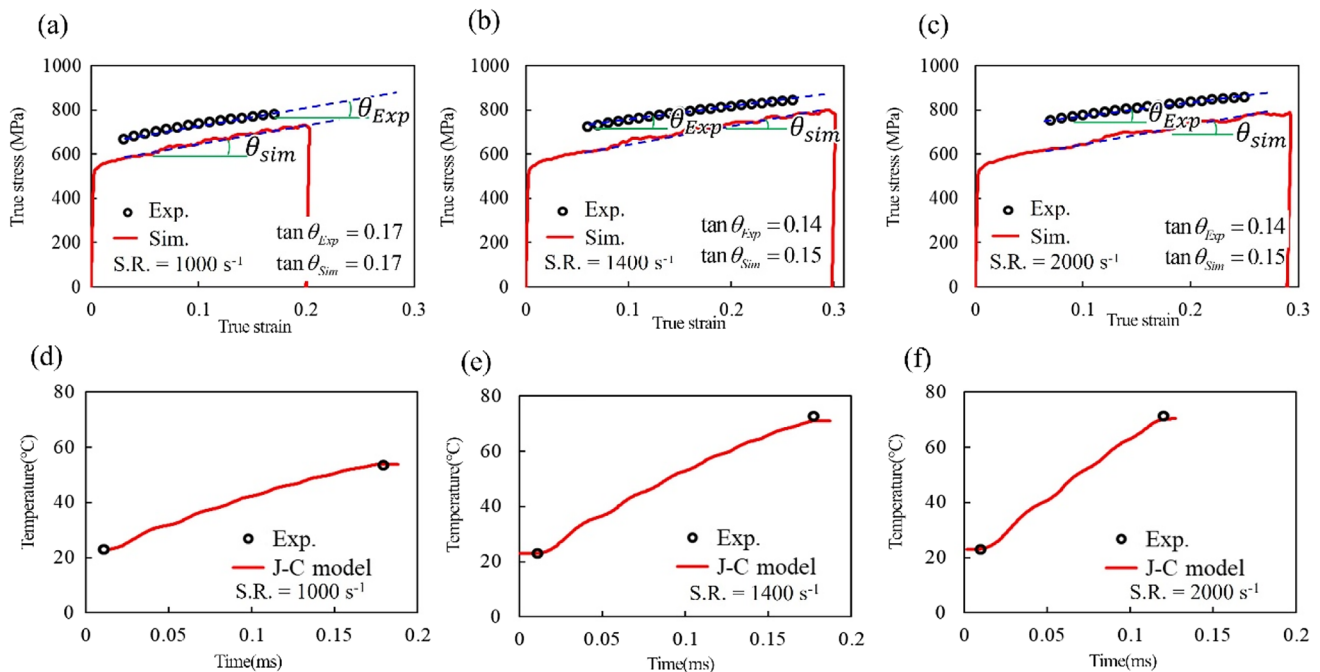 (a)
1000
800
600
400
200
0
True stress (MPa)
θExp
θsim
Exp.
Sim.
S.R. = 1000 s-1
tan θExp = 0.17
tan θSim = 0.17
0
0.1
0.2
0.3
True strain
(b)
1000
800
600
400
200
0
True stress (MPa)
θExp
θsim
Exp.
Sim.
S.R. = 1400 s-1
tan θExp = 0.14
tan θSim = 0.15
0
0.1
0.2
0.3
True strain
(c)
1000
800
600
400
200
0
True stress (MPa)
θExp
θsim
Exp.
Sim.
S.R. = 2000 s-1
tan θExp = 0.14
tan θSim = 0.15
0
0.1
0.2
0.3
True strain
(d)
80
60
40
20
0
Temperature(°C)
Exp.
J-C model
S.R. = 1000 s-1
0
0.05
0.1
0.15
0.2
Time(ms)
(e)
80
60
40
20
0
Temperature(°C)
Exp.
J-C model
S.R. = 1400 s-1
0
0.05
0.1
0.15
0.2
Time(ms)
(f)
80
60
40
20
0
Temperature(°C)
Exp.
J-C model
S.R. = 2000 s-1
0
0.05
0.1
0.15
0.2
Time(ms)